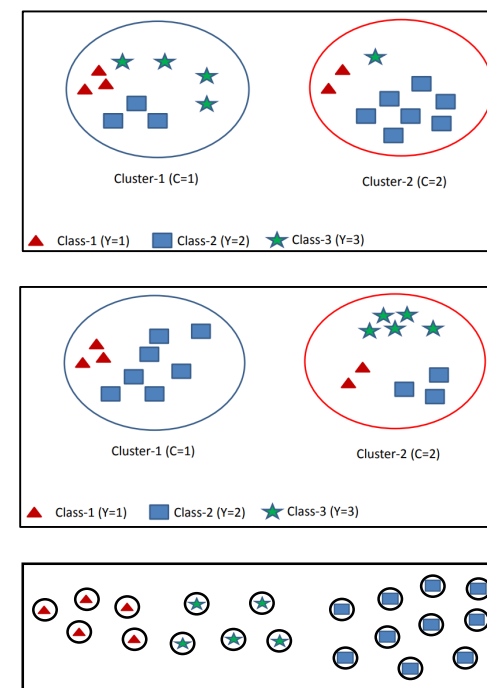 Cluster-1 (C=1)
Cluster-2 (C=2)
Class-1 (Y=1) Class-2 (Y=2) Class-3 (Y=3)
Cluster-1 (C=1)
Cluster-2 (C=2)
Class-1 (Y=1) Class-2 (Y=2) Class-3 (Y=3)